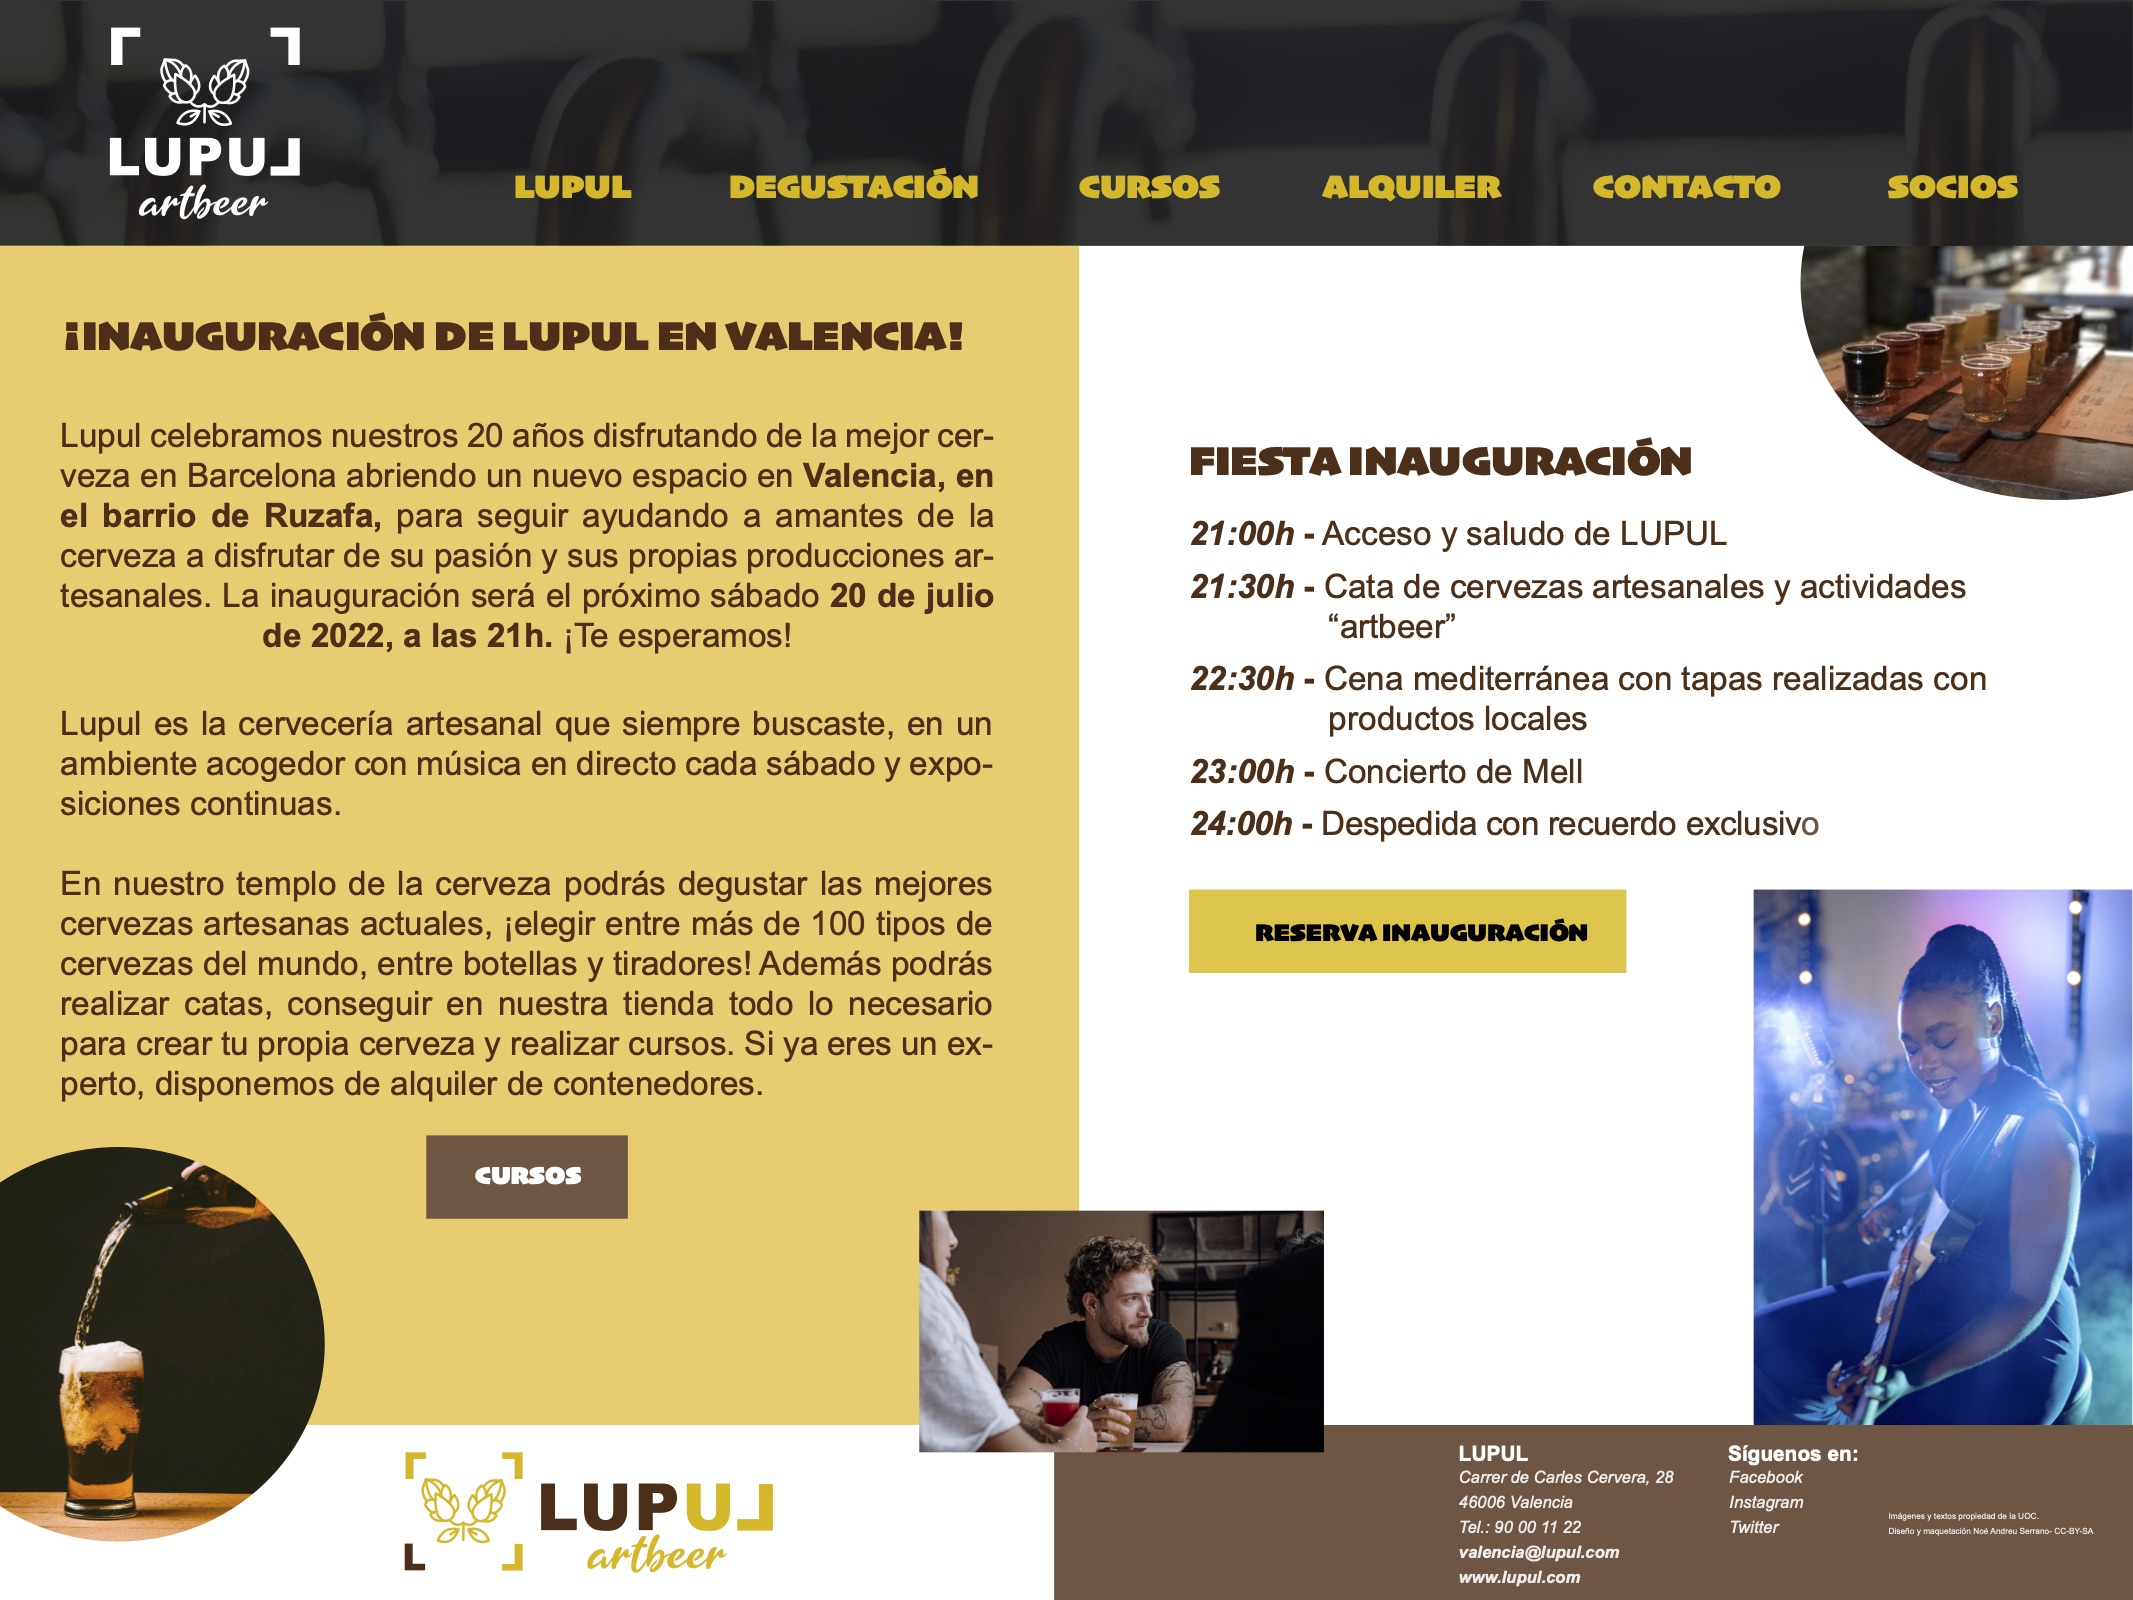 LUPUL
artbeer
LUPUL DEGUSTACIÓN CURSOS ALQUILER CONTACTO SOCIOS
¡INAUGURACIÓN DE LUPUL EN VALENCIA!
Lupul celebramos nuestros 20 años disfrutando de la mejor cer-
veza en Barcelona abriendo un nuevo espacio en Valencia, en
el barrio de Ruzafa, para seguir ayudando a amantes de la
cerveza a disfrutar de su pasión y sus propias producciones ar-
tesanales. La inauguración será el próximo sábado 20 de julio
de 2022, a las 21h. ¡Te esperamos!
Lupul es la cervecería artesanal que siempre buscaste, en un
ambiente acogedor con música en directo cada sábado y expo-
siciones continuas.
En nuestro templo de la cerveza podrás degustar las mejores
cervezas artesanas actuales, ¡elegir entre más de 100 tipos de
cervezas del mundo, entre botellas y tiradores! Además podrás
realizar catas, conseguir en nuestra tienda todo lo necesario
para crear tu propia cerveza y realizar cursos. Si ya eres un ex-
perto, disponemos de alquiler de contenedores.
CURSOS
FIESTA INAUGURACIÓN
21:00h - Acceso y saludo de LUPUL
21:30h - Cata de cervezas artesanales y actividades
“artbeer”
22:30h - Cena mediterránea con tapas realizadas con
productos locales
23:00h - Concierto de Mell
24:00h - Despedida con recuerdo exclusivo
RESERVA INAUGURACIÓN
LUPUL
artbeer
LUPUL
Carrer de Carles Cervera, 28
46006 Valencia
Tel.: 90 00 11 22
valencia@lupul.com
www.lupul.com
Síguenos en:
Facebook
Instagram
Twitter
Imágenes y textos propiedad de la UOC.
Diseño y maquetación Noé Andreu Serrano- CC-BY-SA